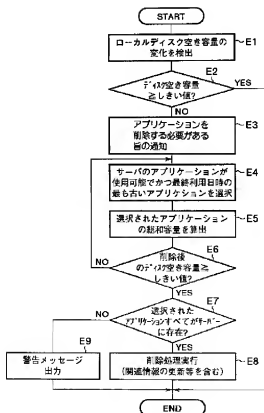 START
ローカルディスク空き容量の
変化を検出
E1
E2
ディスク空き容量
≧しきい値?
YES
NO
アプリケーションを
削除する必要がある
旨の通知
E3
サーバのアプリケーションが
使用可能でかつ最終利用日時の
最も古いアプリケーションを選択
E4
選択されたアプリケーション
の総和容量を算出
E5
E6
削除後
のディスク空き容量≧
しきい値?
NO
YES
E7
選択された
アプリケーションすべてがサーバー
に存在?
NO
YES
E9
警告メッセージ
出力
削除処理実行
(関連情報の更新等を含む)
E8
END